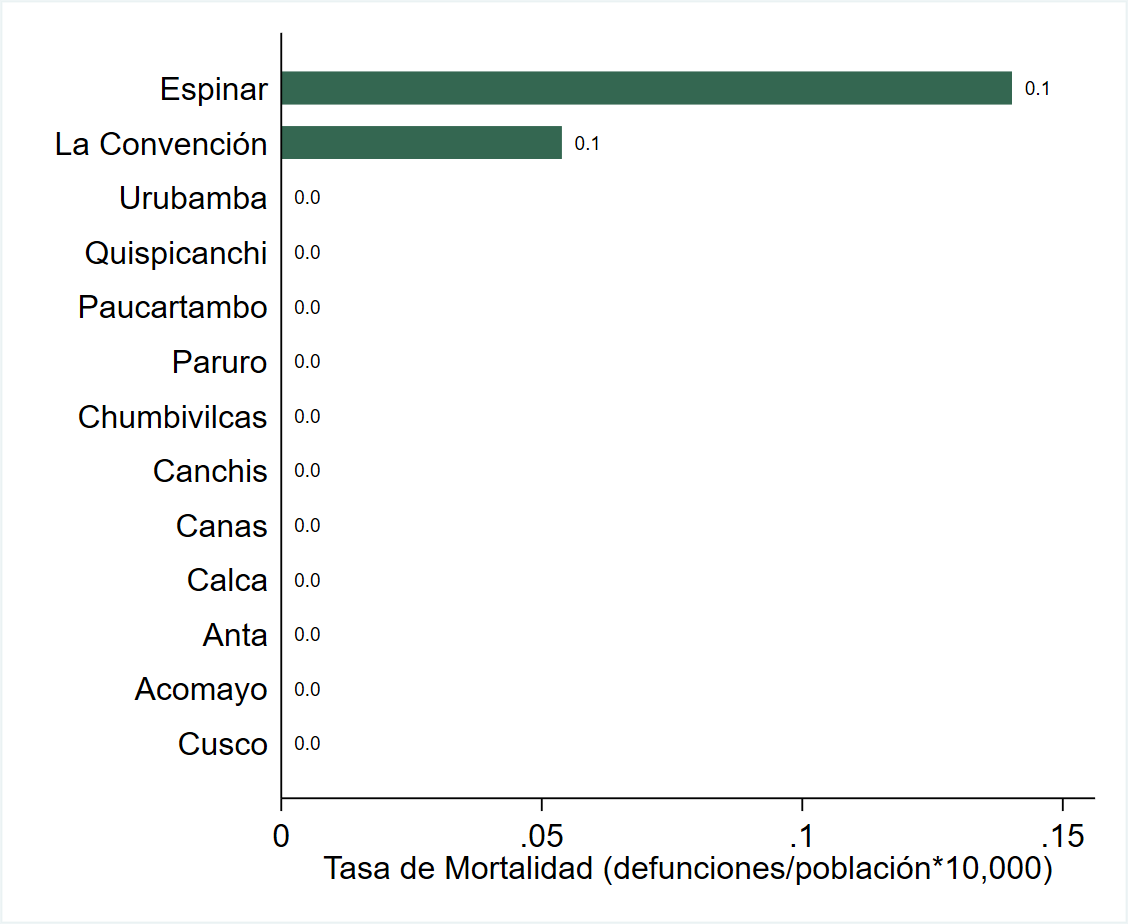 Espinar 0.1
La Convención 0.1
Urubamba 0.0
Quispicanchi 0.0
Paucartambo 0.0
Paruro 0.0
Chumbivilcas 0.0
Canchis 0.0
Canas 0.0
Calca 0.0
Anta 0.0
Acomayo 0.0
Cusco 0.0
0 .05 .1 .15
Tasa de Mortalidad (defunciones/población*10,000)